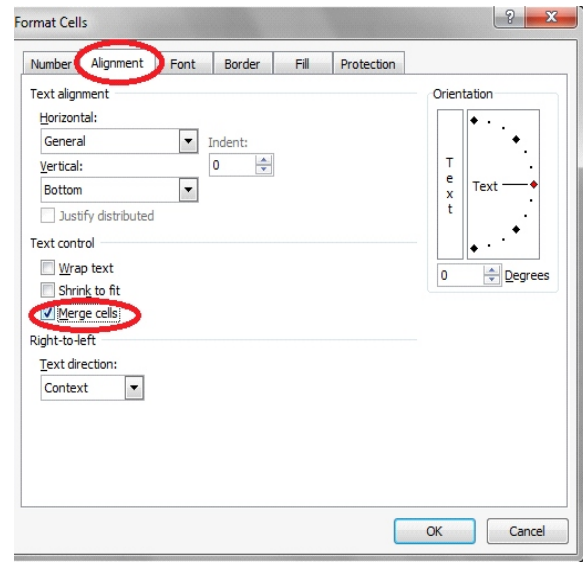 Format Cells
Number Alignment Font Border Fill Protection
Text alignment
Horizontal:
General
Indent:
0
Vertical:
Bottom
Justify distributed
Text control
Wrap text
Shrink to fit
Merge cells
Right-to-left
Text direction:
Context
Orientation
Text
Text
0 Degrees
OK Cancel